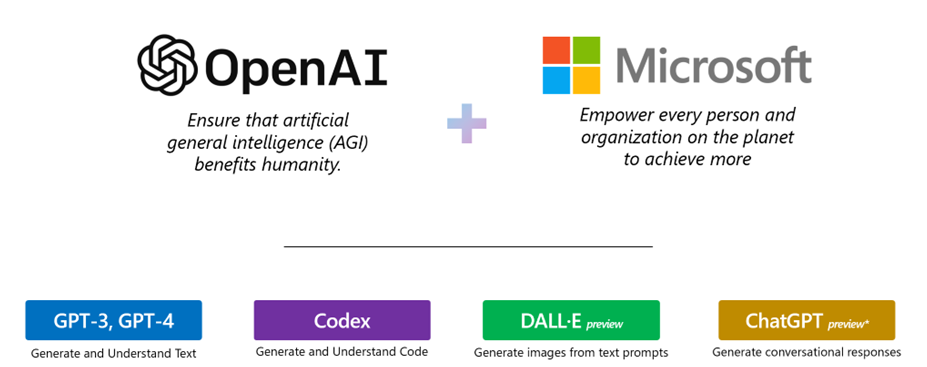 OpenAI
Microsoft
Ensure that artificial
general intelligence (AGI)
benefits humanity.
Empower every person and
organization on the planet
to achieve more
GPT-3, GPT-4
Codex
DALL·E preview
ChatGPT preview*
Generate and Understand Text
Generate and Understand Code
Generate images from text prompts
Generate conversational responses